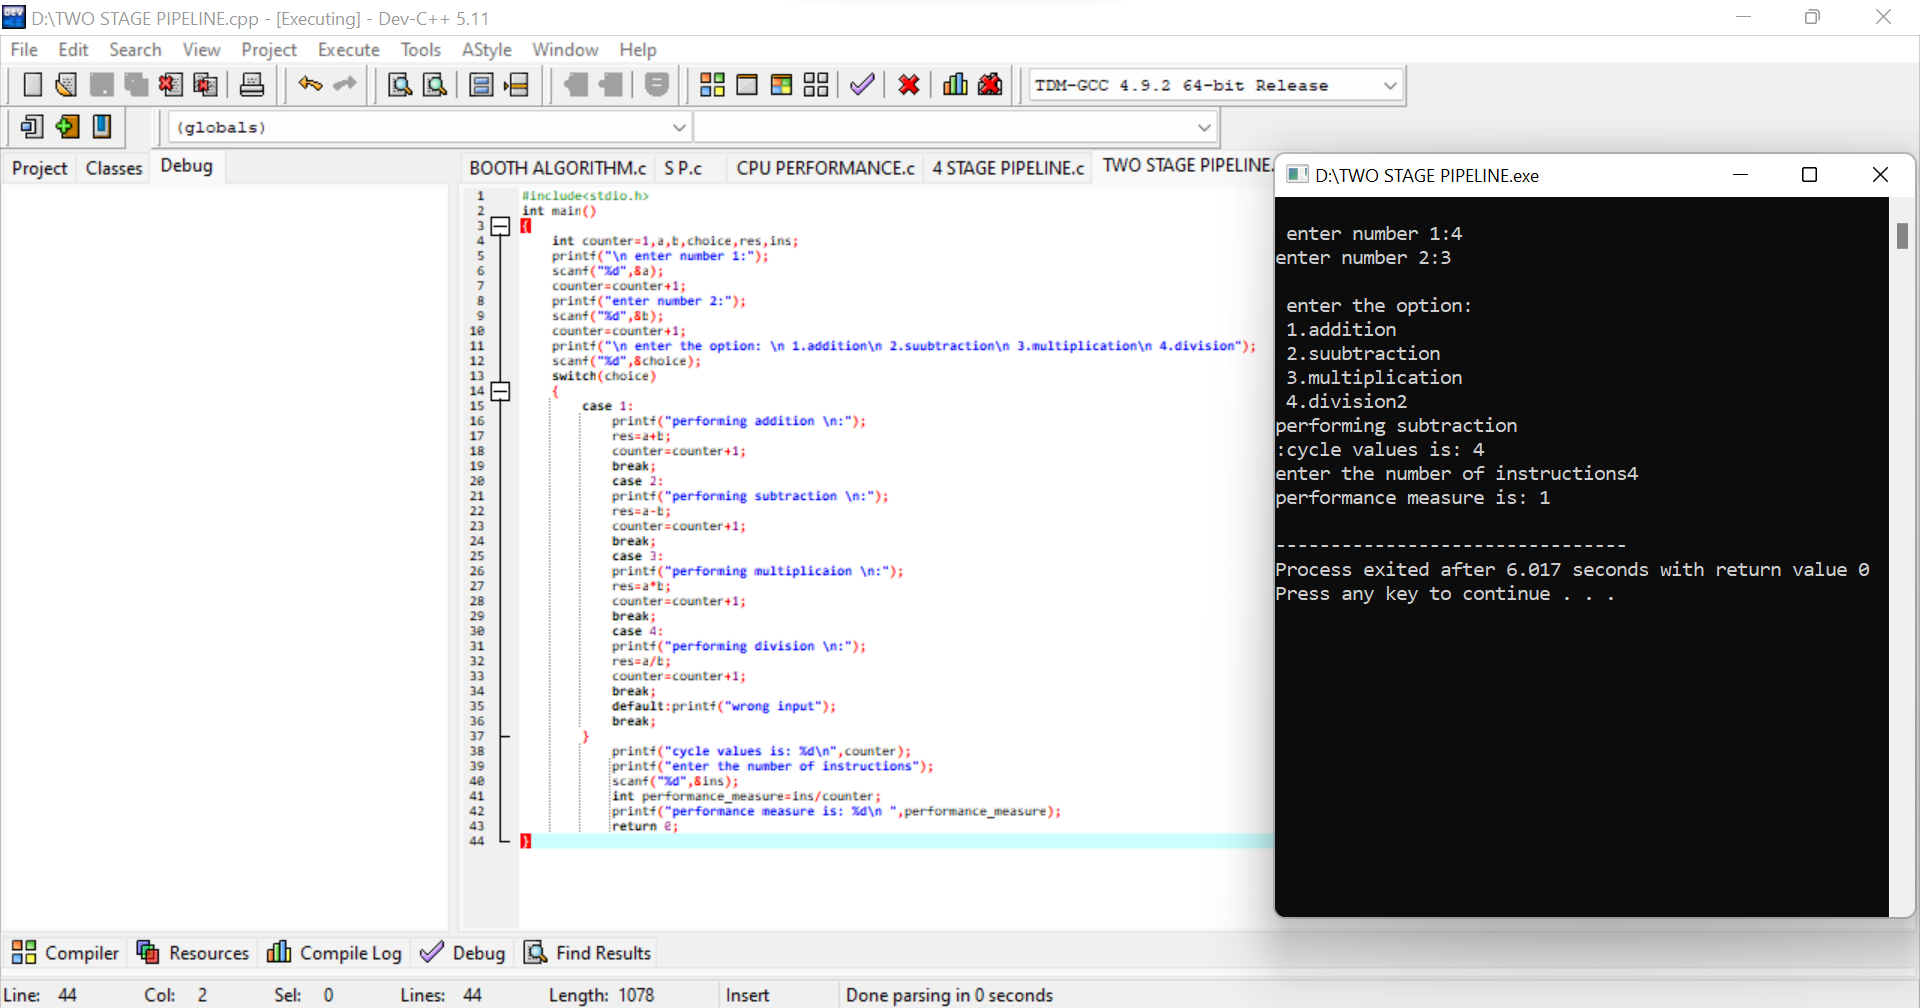 D:\TWO STAGE PIPELINE.cpp - [Executing] - Dev-C++ 5.11
File Edit Search View Project Execute Tools AStyle Window Help
TDM-GCC 4.9.2 64-bit Release
(globals)
Project Classes Debug
BOOTH ALGORITHM.c S P.c CPU PERFORMANCE.c 4 STAGE PIPELINE.c TWO STAGE PIPELINE.
1 #include<stdio.h>
2 int main()
3 {
4 int counter=1,a,b,choice,res,ins;
5 printf("\n enter number 1:");
6 scanf("%d",&a);
7 counter=counter+1;
8 printf("enter number 2:");
9 scanf("%d",&b);
10 counter=counter+1;
11 printf("\n enter the option: \n 1.addition\n 2.suubtraction\n 3.multiplication\n 4.division");
12 scanf("%d",&choice);
13 switch(choice)
14 {
15 case 1:
16 printf("performing addition \n:");
17 res=a+b;
18 counter=counter+1;
19 break;
20 case 2:
21 printf("performing subtraction \n:");
22 res=a-b;
23 counter=counter+1;
24 break;
25 case 3:
26 printf("performing multiplicaion \n:");
27 res=a*b;
28 counter=counter+1;
29 break;
30 case 4:
31 printf("performing division \n:");
32 res=a/b;
33 counter=counter+1;
34 break;
35 default:printf("wrong input");
36 break;
37 }
38 printf("cycle values is: %d\n",counter);
39 printf("enter the number of instructions");
40 scanf("%d",&ins);
41 int performance_measure=ins/counter;
42 printf("performance measure is: %d\n ",performance_measure);
43 return 0;
44 }
D:\TWO STAGE PIPELINE.exe
enter number 1:4
enter number 2:3
enter the option:
1.addition
2.suubtraction
3.multiplication
4.division2
performing subtraction
:cycle values is: 4
enter the number of instructions4
performance measure is: 1
--------------------------------
Process exited after 6.017 seconds with return value 0
Press any key to continue . . .
Compiler Resources Compile Log Debug Find Results
Line: 44 Col: 2 Sel: 0 Lines: 44 Length: 1078 Insert Done parsing in 0 seconds